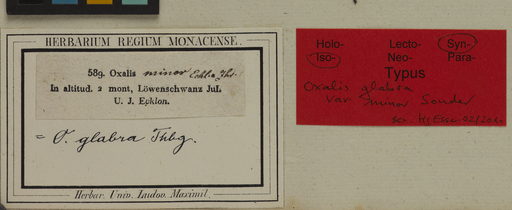 HERBARIUM REGIUM MONACENSE.
589. Oxalis minor Eckl.
In altitud. 2 mont, Löwenschwanz Jul.
U. J. Ecklon.
= O. glabra Thbg.
Herbar. Univ. Ludov. Maximil.
Holo- Lecto- Syn-
Iso- Neo- Para-
Typus
Oxalis glabra
var. minor Sonder